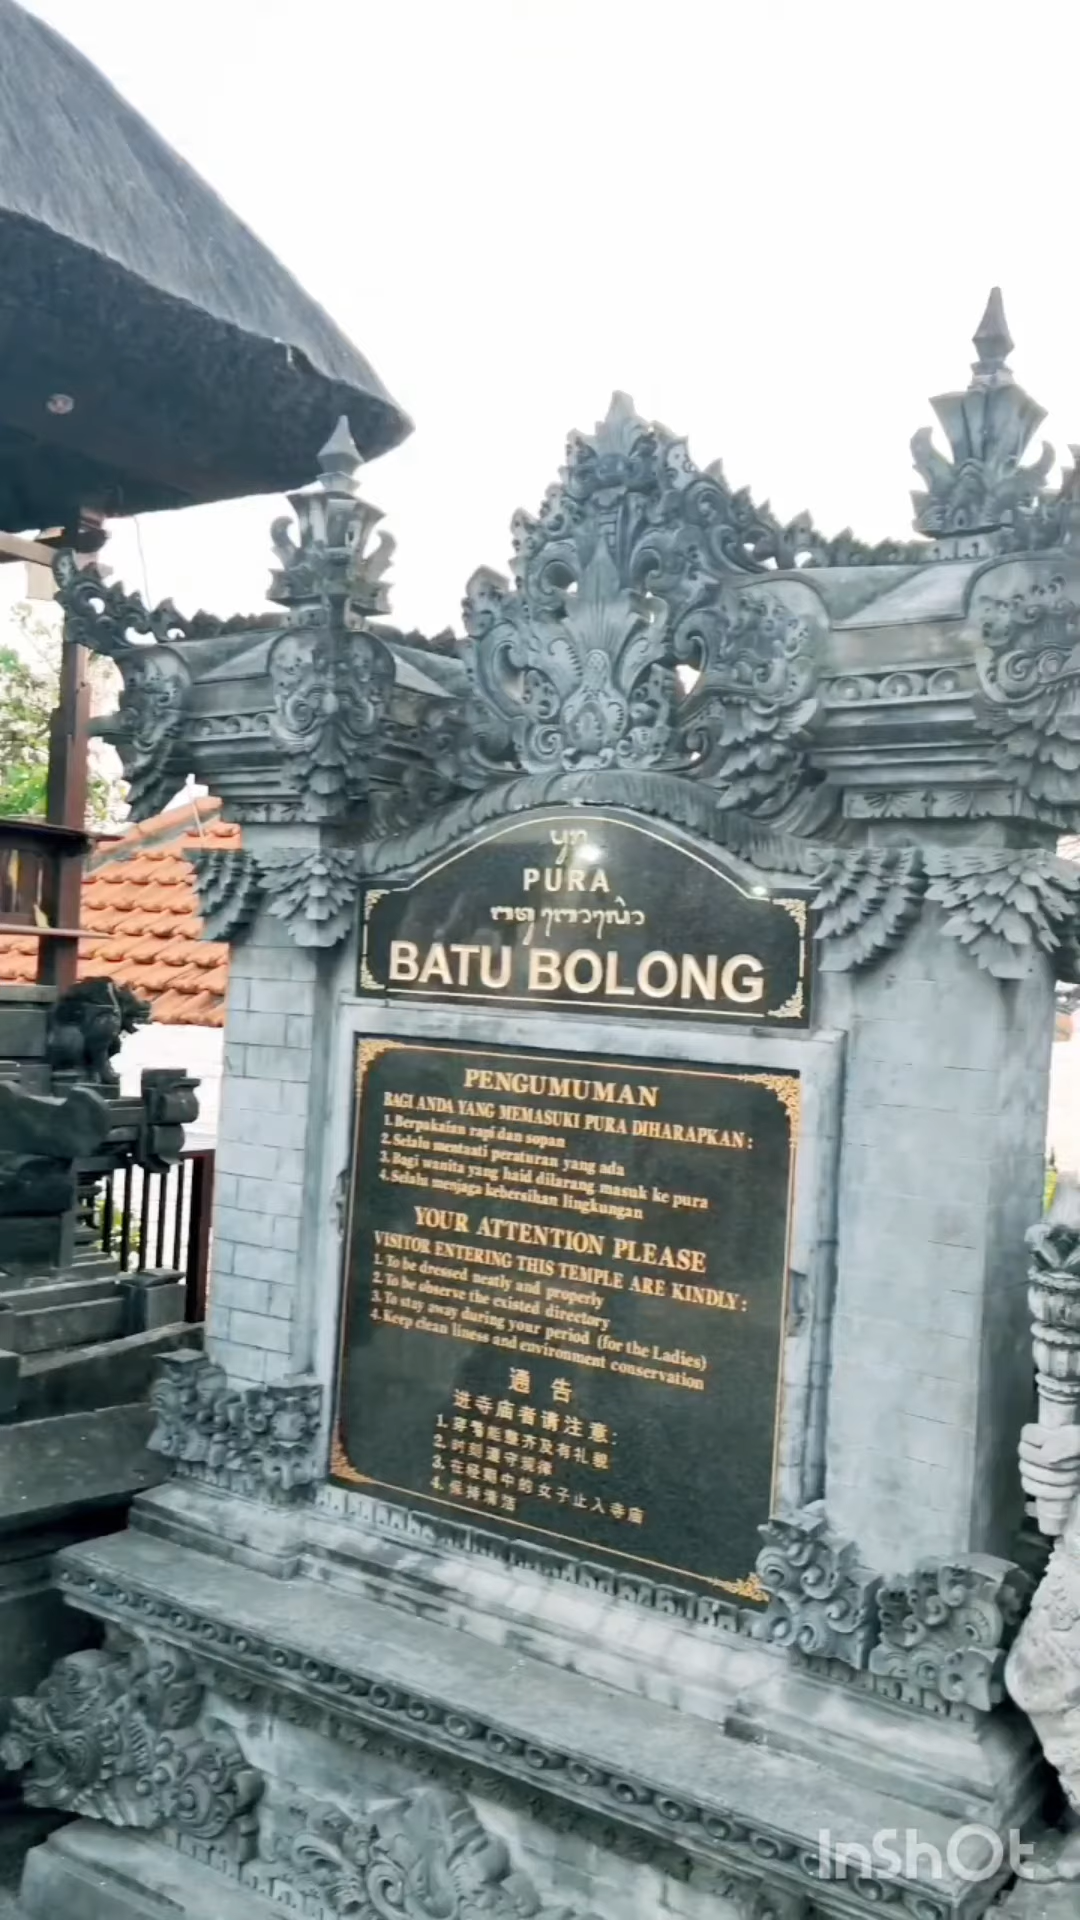 ᬧᬸᬭ
PURA
ᬩᬢᬸᬩᭀᬮᭀᬂ
BATU BOLONG
PENGUMUMAN
BAGI ANDA YANG MEMASUKI PURA DIHARAPKAN :
1. Berpakaian rapi dan sopan
2. Selalu mentaati peraturan yang ada
3. Bagi wanita yang haid dilarang masuk ke pura
4. Selalu menjaga kebersihan lingkungan
YOUR ATTENTION PLEASE
VISITOR ENTERING THIS TEMPLE ARE KINDLY :
1. To be dressed neatly and properly
2. To be observe the existed directory
3. To stay away during your period (for the Ladies)
4. Keep clean liness and environment conservation
通 告
进寺庙者请注意:
1. 穿着能整齐及有礼貌
2. 时刻遵守规律
3. 在经期中的女子止入寺庙
4. 保持清洁
InShOt